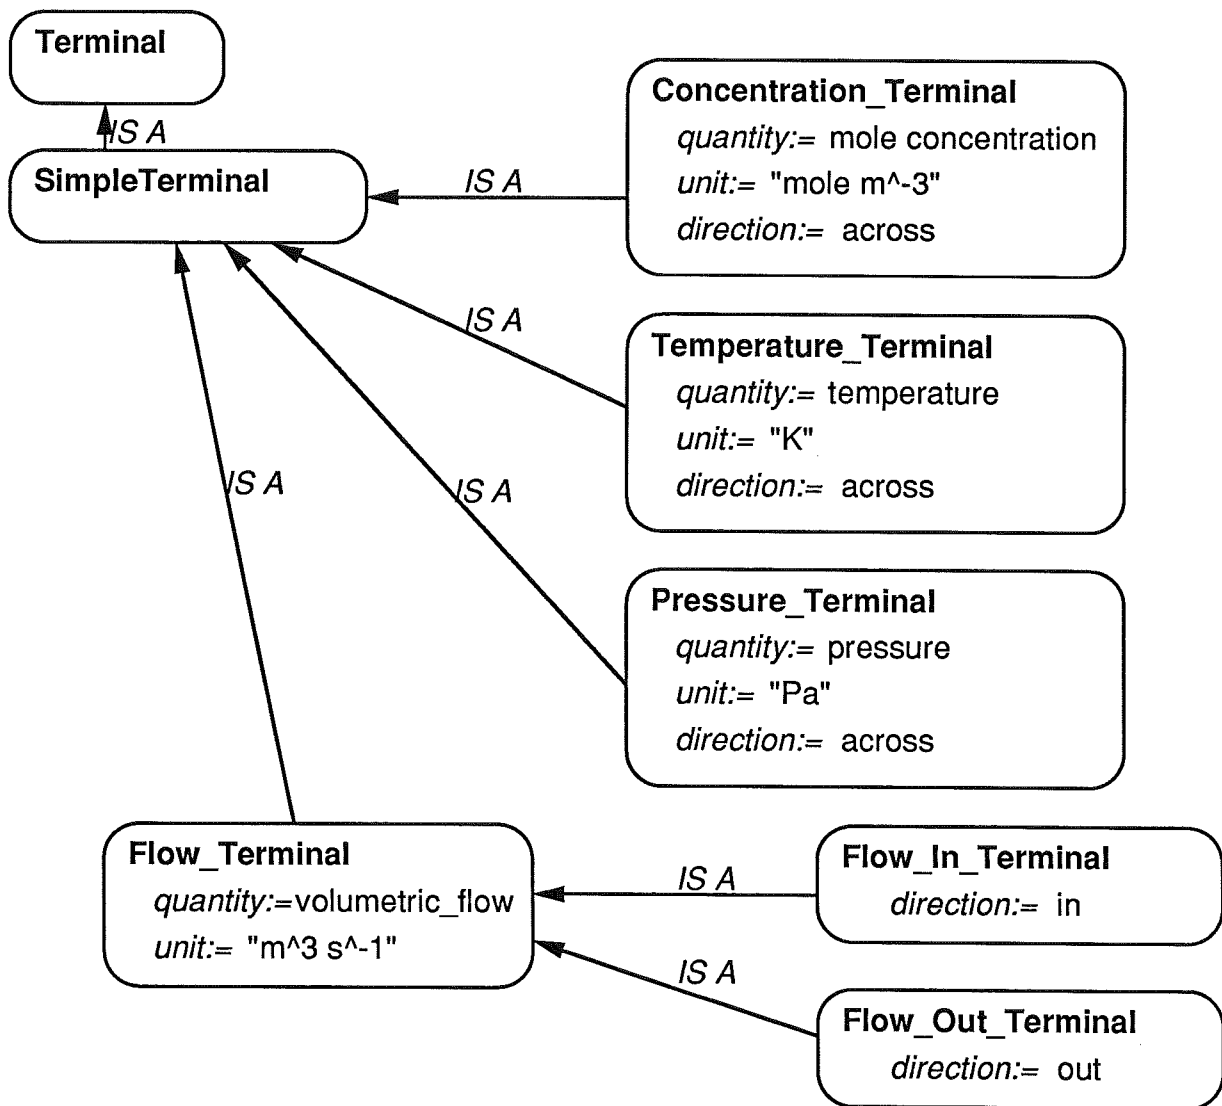 Terminal
IS A
SimpleTerminal
Concentration_Terminal
quantity:= mole concentration
unit:= "mole m^-3"
direction:= across
IS A
Temperature_Terminal
quantity:= temperature
unit:= "K"
direction:= across
IS A
Pressure_Terminal
quantity:= pressure
unit:= "Pa"
direction:= across
IS A
IS A
Flow_Terminal
quantity:=volumetric_flow
unit:= "m^3 s^-1"
IS A
Flow_In_Terminal
direction:= in
IS A
Flow_Out_Terminal
direction:= out